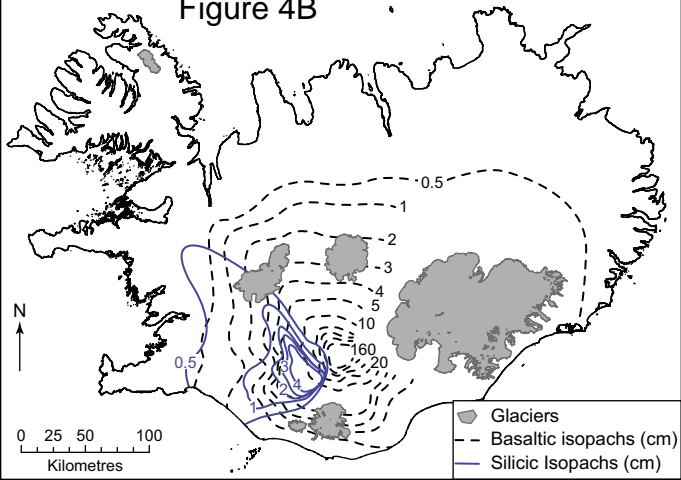 Figure 4B
0.5
1
2
3
4
5
10
160
20
0.5
3
2
4
1
N
0 25 50 100
Kilometres
Glaciers
Basaltic isopachs (cm)
Silicic Isopachs (cm)